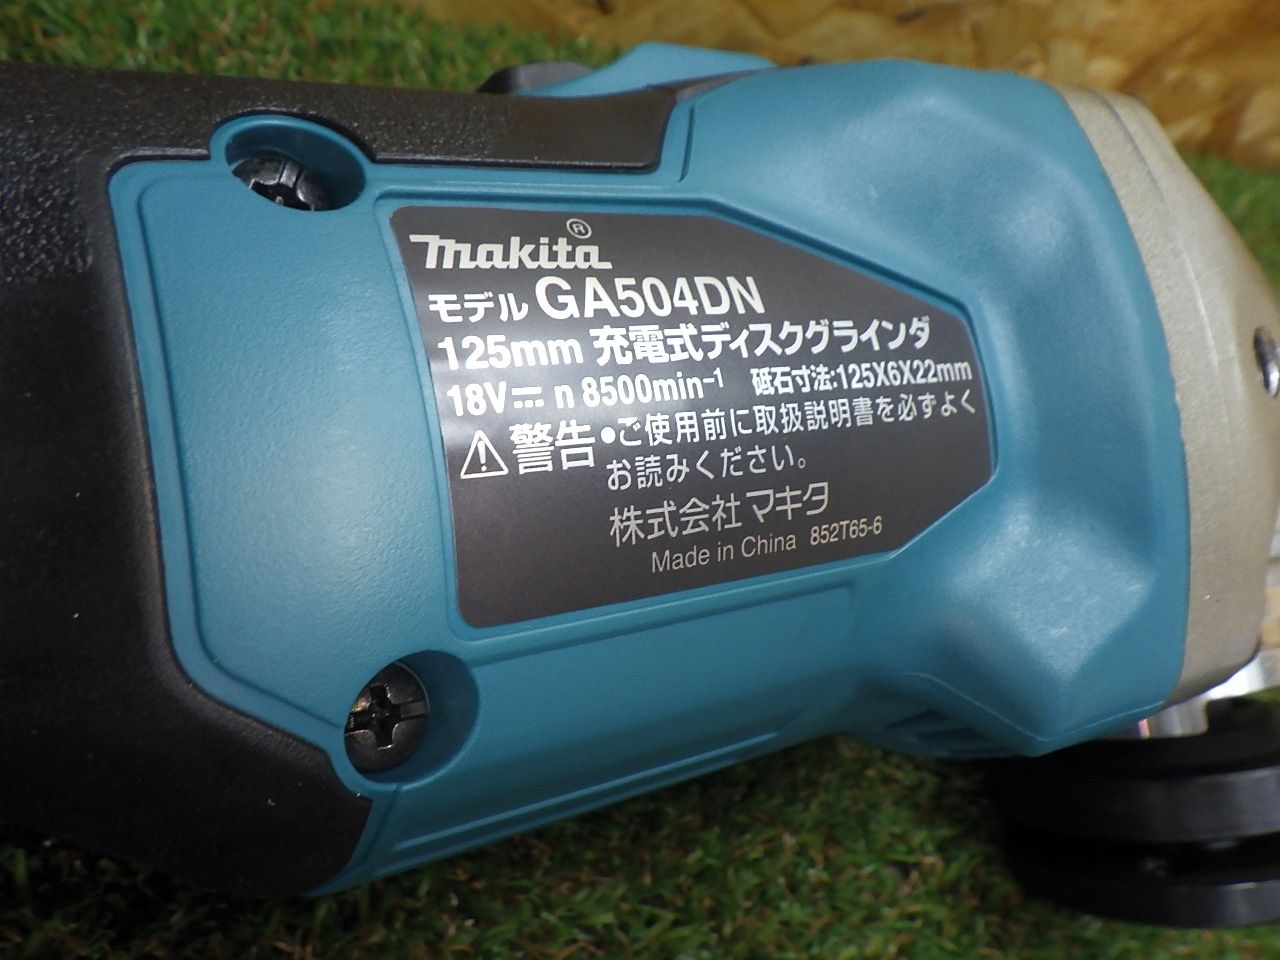 makita®
モデル GA504DN
125mm 充電式ディスクグラインダ
18V⎓ n 8500min⁻¹ 砥石寸法:125X6X22mm
⚠警告 •ご使用前に取扱説明書を必ずよく
お読みください。
株式会社マキタ
Made in China 852T65-6